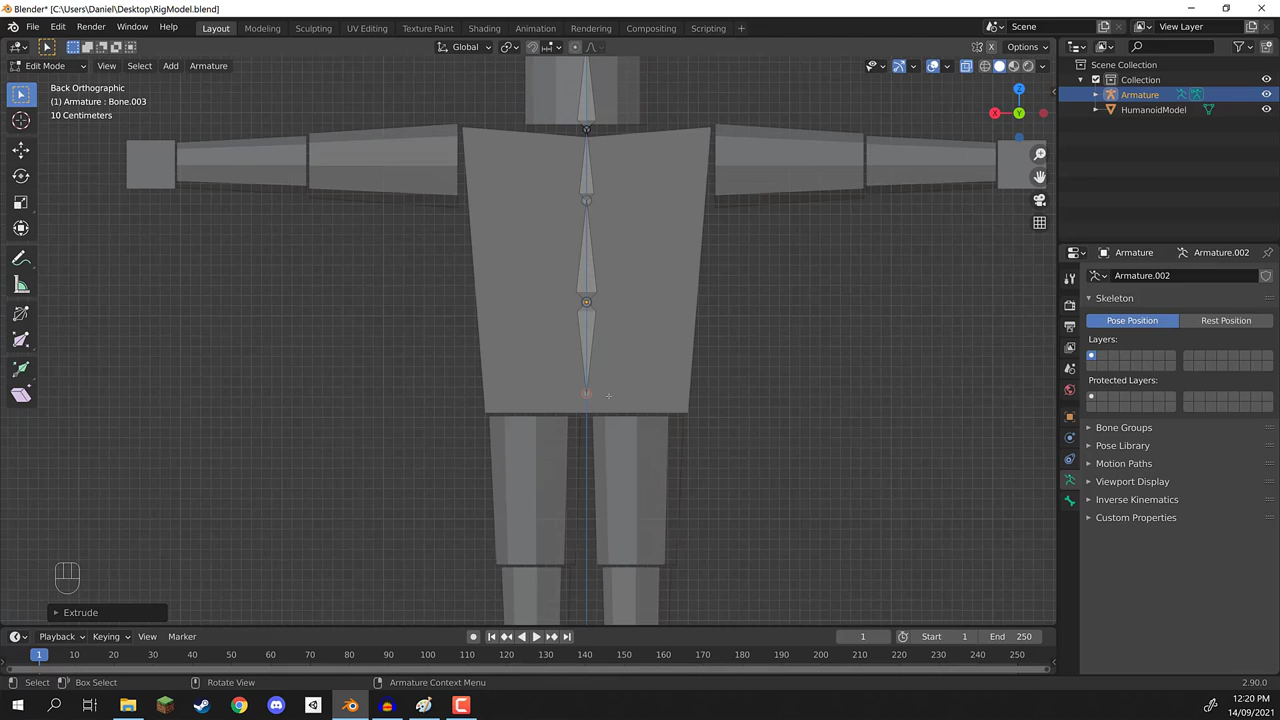 Blender* [C:\Users\Daniel\Desktop\RigModel.blend]
File Edit Render Window Help Layout Modeling Sculpting UV Editing Texture Paint Shading Animation Rendering Compositing Scripting + Scene View Layer
Global Options
Edit Mode View Select Add Armature
X
Scene Collection
Collection
Armature
HumanoidModel
Back Orthographic
(1) Armature : Bone.003
10 Centimeters
Z
X
Y
Armature Armature.002
Armature.002
Skeleton
Pose Position Rest Position
Layers:
Protected Layers:
Bone Groups
Pose Library
Motion Paths
Viewport Display
Inverse Kinematics
Custom Properties
Extrude
Playback Keying View Marker 1 Start 1 End 250
1 10 20 30 40 50 60 70 80 90 100 110 120 130 140 150 160 170 180 190 200 210 220 230 240 250
Select Box Select Rotate View Armature Context Menu 2.90.0
12:20 PM
14/09/2021